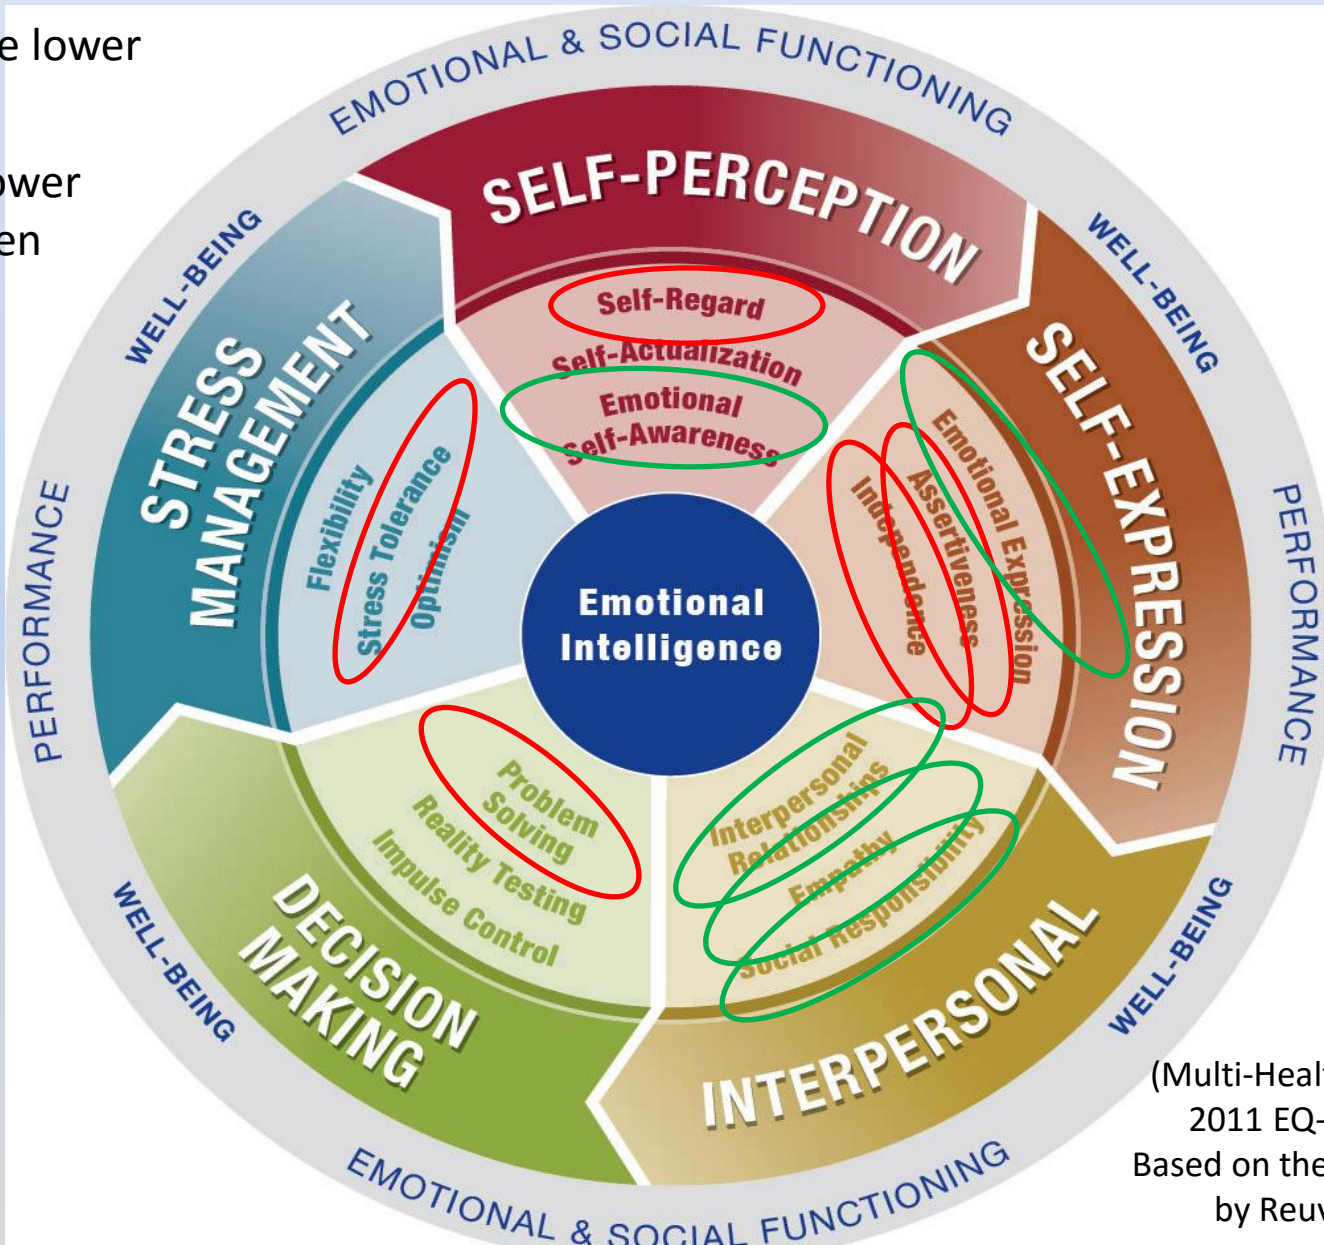 e lower
ower
en
EMOTIONAL & SOCIAL FUNCTIONING
WELL-BEING
WELL-BEING
PERFORMANCE
PERFORMANCE
WELL-BEING
WELL-BEING
EMOTIONAL & SOCIAL FUNCTIONING
SELF-PERCEPTION
Self-Regard
Self-Actualization
Emotional
Self-Awareness
SELF-EXPRESSION
Emotional Expression
Assertiveness
Independence
INTERPERSONAL
Interpersonal
Relationships
Empathy
Social Responsibility
DECISION
MAKING
Problem
Solving
Reality Testing
Impulse Control
STRESS
MANAGEMENT
Flexibility
Stress Tolerance
Optimism
Emotional
Intelligence
(Multi-Heal
2011 EQ-
Based on the
by Reuv